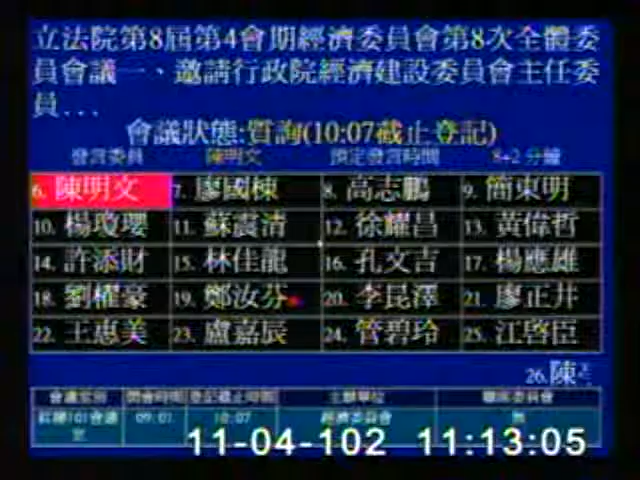 立法院第8屆第4會期經濟委員會第8次全體委
員會議一、邀請行政院經濟建設委員會主任委
員...
會議狀態:質詢(10:07截止登記)
發言委員 陳明文 預定發言時間 8+2 分鐘
6. 陳明文 7. 廖國棟 8. 高志鵬 9. 簡東明
10. 楊瓊瓔 11. 蘇震清 12. 徐耀昌 13. 黃偉哲
14. 許添財 15. 林佳龍 16. 孔文吉 17. 楊應雄
18. 劉櫂豪 19. 鄭汝芬 20. 李昆澤 21. 廖正井
22. 王惠美 23. 盧嘉辰 24. 管碧玲 25. 江啓臣
26.陳
會議室別 開會時間 登記截止時間 主辦單位 聯席委員會
紅樓101會議 09:01 10:07 經濟委員會 無
室
11-04-102 11:13:05